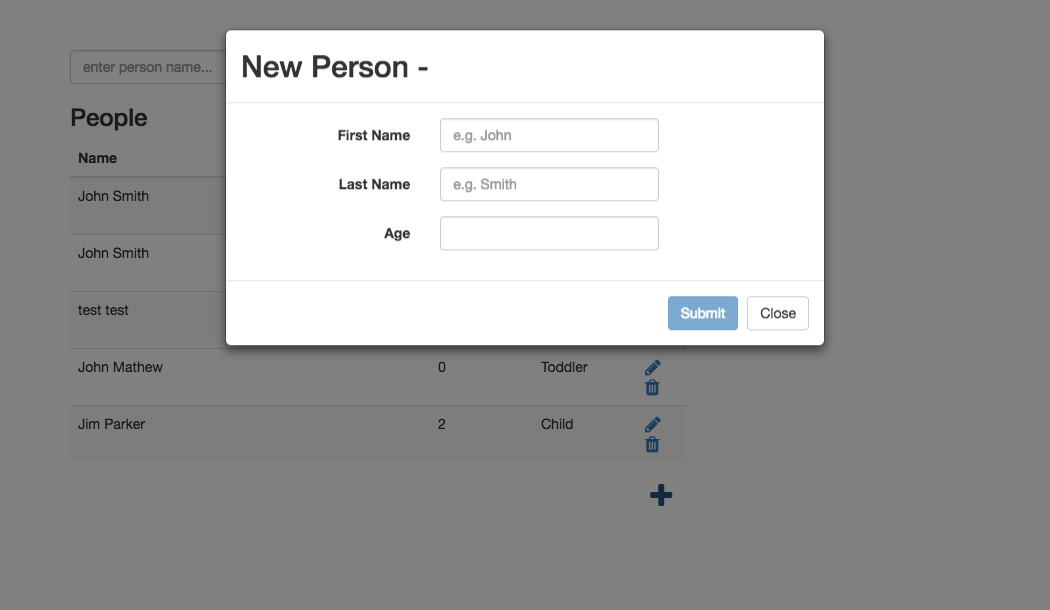 New Person -
First Name e.g. John
Last Name e.g. Smith
Age
Submit Close
enter person name...
People
Name
John Smith
John Smith
test test
John Mathew 0 Toddler
Jim Parker 2 Child